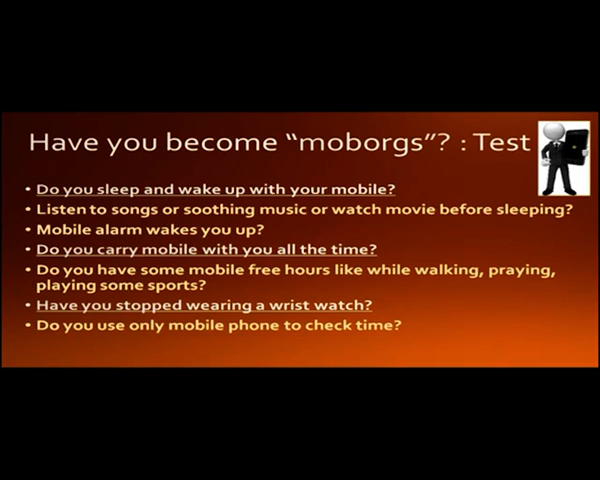 Have you become “moborgs”? : Test
• Do you sleep and wake up with your mobile?
• Listen to songs or soothing music or watch movie before sleeping?
• Mobile alarm wakes you up?
• Do you carry mobile with you all the time?
• Do you have some mobile free hours like while walking, praying,
playing some sports?
• Have you stopped wearing a wrist watch?
• Do you use only mobile phone to check time?